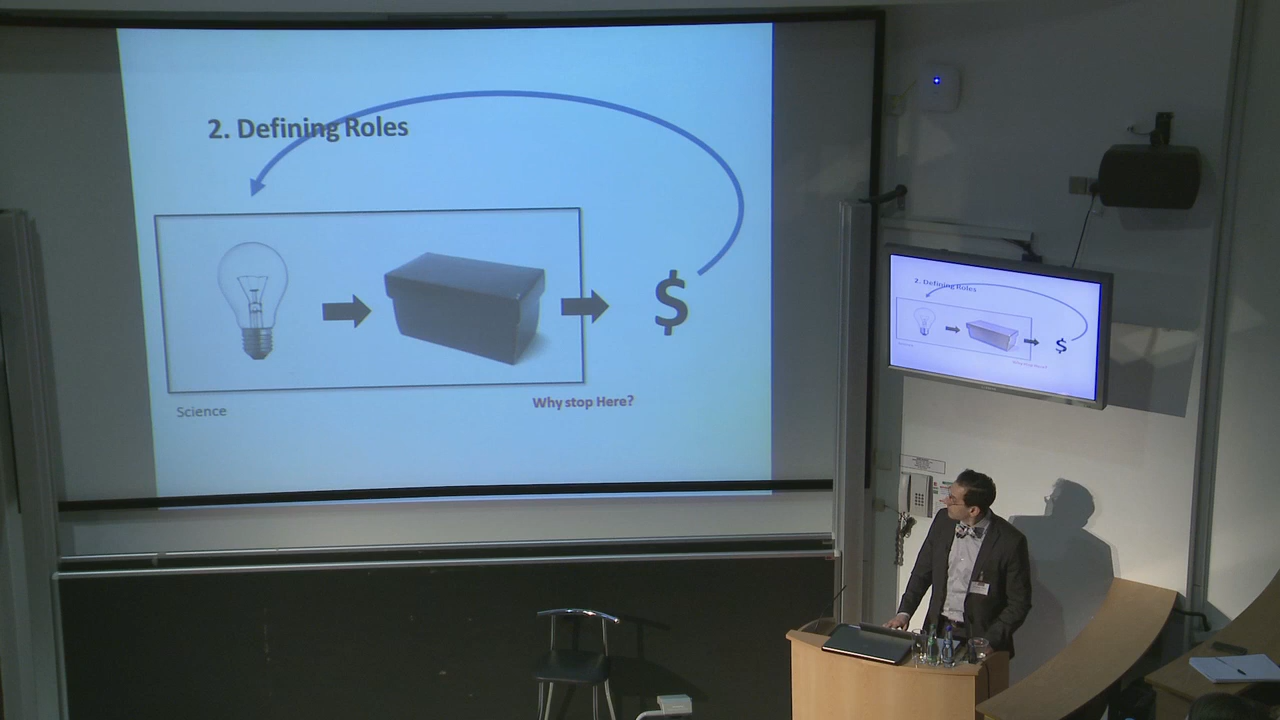 2. Defining Roles
$
Science
Why stop Here?
2. Defining Roles
$